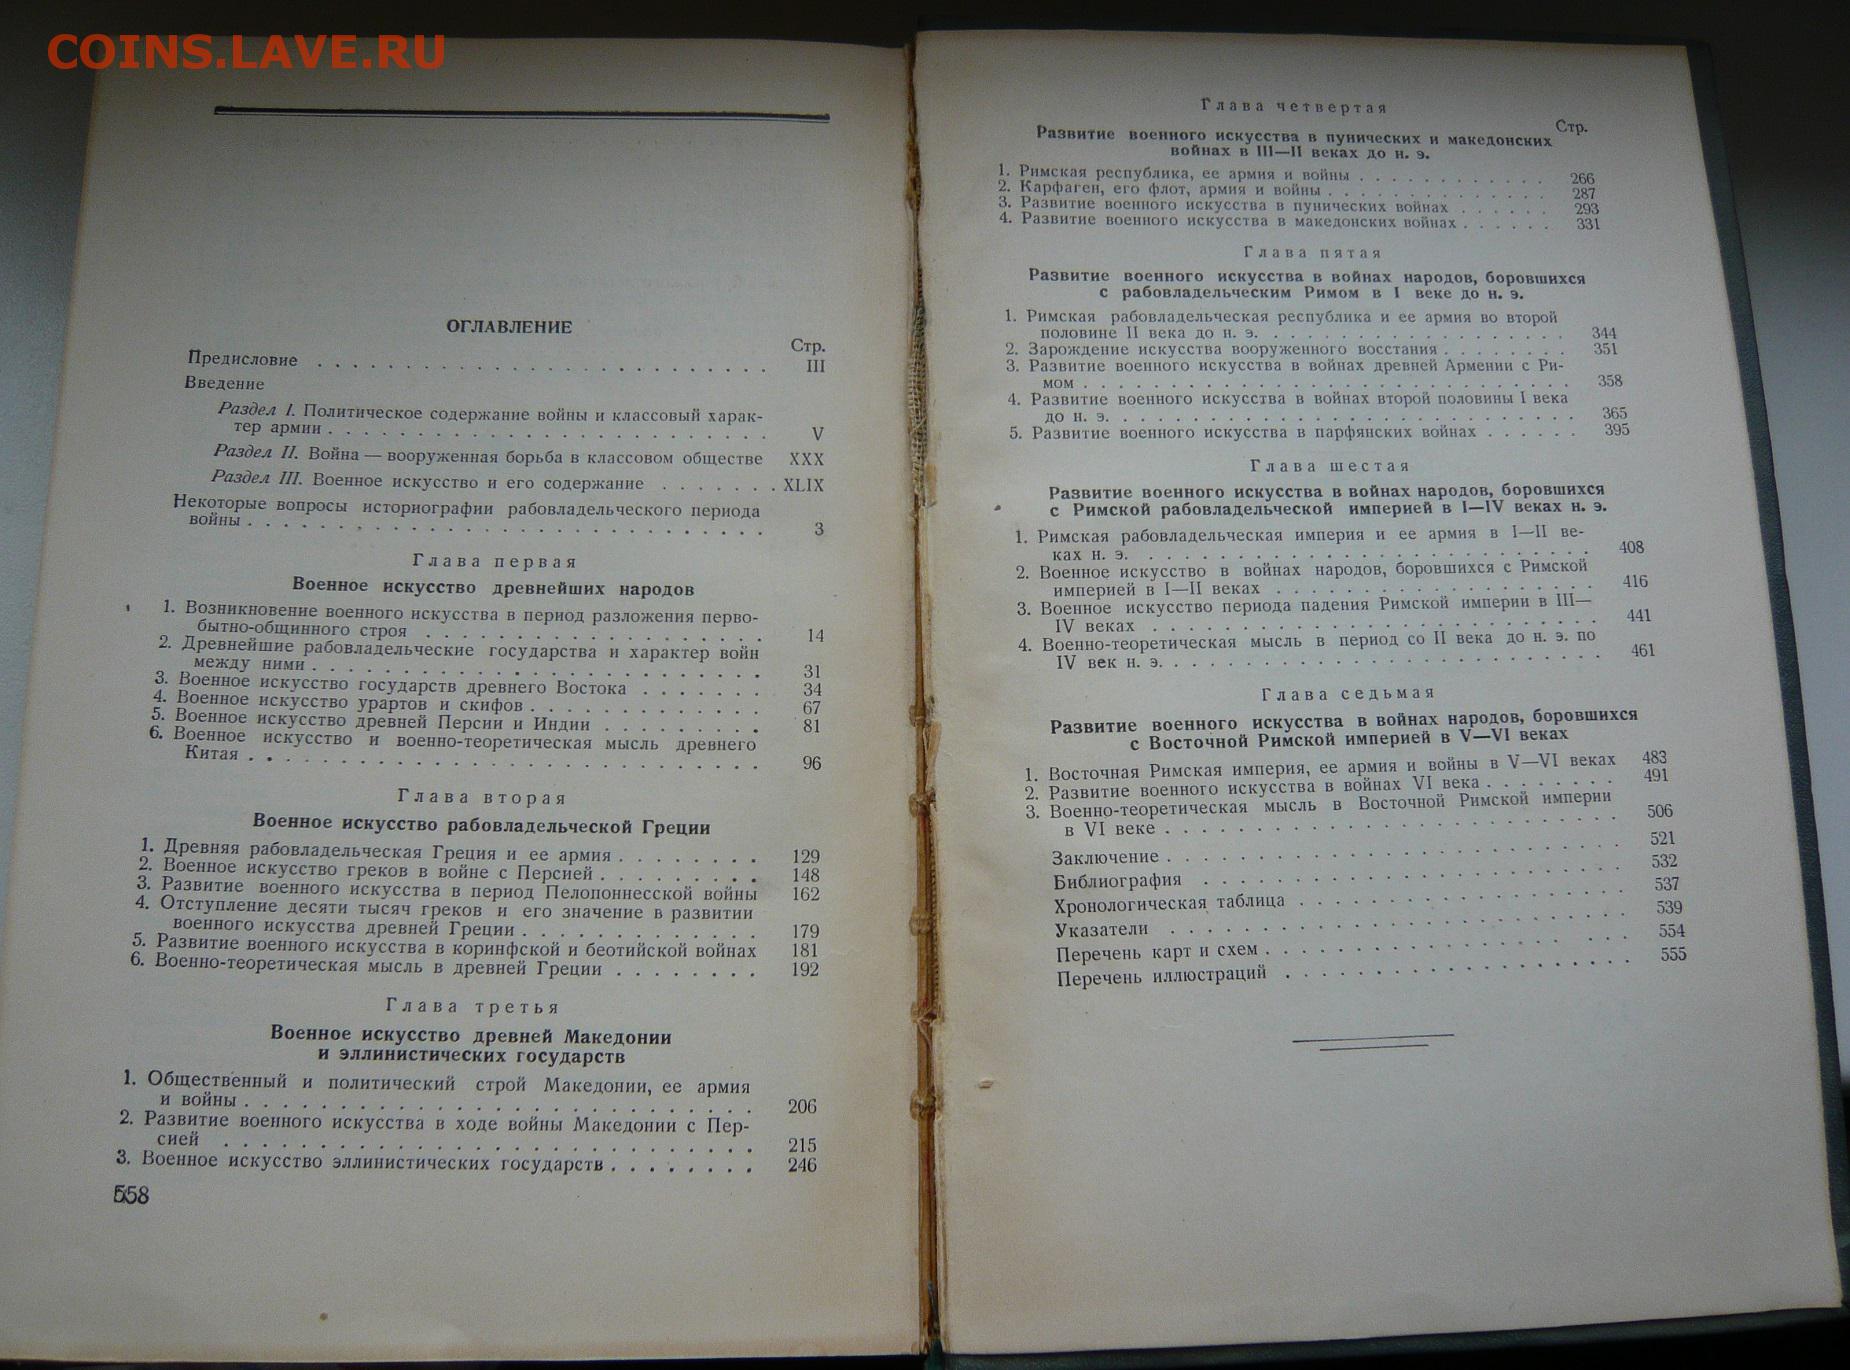 COINS.LAVE.RU
ОГЛАВЛЕНИЕ
Стр.
Предисловие . . . . . . . . . . . . . . . . . . . . . . . . . III
Введение
Раздел I. Политическое содержание войны и классовый харак-
тер армии . . . . . . . . . . . . . . . . . . . . . . . . . V
Раздел II. Война — вооруженная борьба в классовом обществе XXX
Раздел III. Военное искусство и его содержание . . . . . . . XLIX
Некоторые вопросы историографии рабовладельческого периода
войны . . . . . . . . . . . . . . . . . . . . . . . . . 3
Глава первая
Военное искусство древнейших народов
1. Возникновение военного искусства в период разложения перво-
бытно-общинного строя . . . . . . . . . . . . . . . . . . . 14
2. Древнейшие рабовладельческие государства и характер войн
между ними . . . . . . . . . . . . . . . . . . . . . . . . 31
3. Военное искусство государств древнего Востока . . . . . . . 34
4. Военное искусство урартов и скифов . . . . . . . . . . . . . 67
5. Военное искусство древней Персии и Индии . . . . . . . . . 81
6. Военное искусство и военно-теоретическая мысль древнего
Китая . . . . . . . . . . . . . . . . . . . . . . . . . . 96
Глава вторая
Военное искусство рабовладельческой Греции
1. Древняя рабовладельческая Греция и ее армия . . . . . . . . 129
2. Военное искусство греков в войне с Персией . . . . . . . . . 148
3. Развитие военного искусства в период Пелопоннесской войны 162
4. Отступление десяти тысяч греков и его значение в развитии
военного искусства древней Греции . . . . . . . . . . . . . 179
5. Развитие военного искусства в коринфской и беотийской войнах 181
6. Военно-теоретическая мысль в древней Греции . . . . . . . . 192
Глава третья
Военное искусство древней Македонии
и эллинистических государств
1. Общественный и политический строй Македонии, ее армия
и войны . . . . . . . . . . . . . . . . . . . . . . . . . 206
2. Развитие военного искусства в ходе войны Македонии с Пер-
сией . . . . . . . . . . . . . . . . . . . . . . . . . . 215
3. Военное искусство эллинистических государств . . . . . . . . 246
558
Глава четвертая
Стр.
Развитие военного искусства в пунических и македонских
войнах в III—II веках до н. э.
1. Римская республика, ее армия и войны . . . . . . . . . . . . 266
2. Карфаген, его флот, армия и войны . . . . . . . . . . . . . 287
3. Развитие военного искусства в пунических войнах . . . . . . 293
4. Развитие военного искусства в македонских войнах . . . . . . 331
Глава пятая
Развитие военного искусства в войнах народов, боровшихся
с рабовладельческим Римом в I веке до н. э.
1. Римская рабовладельческая республика и ее армия во второй
половине II века до н. э. . . . . . . . . . . . . . . . . . 344
2. Зарождение искусства вооруженного восстания . . . . . . . . 351
3. Развитие военного искусства в войнах древней Армении с Ри-
мом . . . . . . . . . . . . . . . . . . . . . . . . . . . 358
4. Развитие военного искусства в войнах второй половины I века
до н. э. . . . . . . . . . . . . . . . . . . . . . . . . . 365
5. Развитие военного искусства в парфянских войнах . . . . . . 395
Глава шестая
Развитие военного искусства в войнах народов, боровшихся
с Римской рабовладельческой империей в I—IV веках н. э.
1. Римская рабовладельческая империя и ее армия в I—II ве-
ках н. э. . . . . . . . . . . . . . . . . . . . . . . . . 408
2. Военное искусство в войнах народов, боровшихся с Римской
империей в I—II веках . . . . . . . . . . . . . . . . . . . 416
3. Военное искусство периода падения Римской империи в III—
IV веках . . . . . . . . . . . . . . . . . . . . . . . . . 441
4. Военно-теоретическая мысль в период со II века до н. э. по
IV век н. э. . . . . . . . . . . . . . . . . . . . . . . . 461
Глава седьмая
Развитие военного искусства в войнах народов, боровшихся
с Восточной Римской империей в V—VI веках
1. Восточная Римская империя, ее армия и войны в V—VI веках 483
2. Развитие военного искусства в войнах VI века . . . . . . . 491
3. Военно-теоретическая мысль в Восточной Римской империи
в VI веке . . . . . . . . . . . . . . . . . . . . . . . . 506
Заключение . . . . . . . . . . . . . . . . . . . . . . . . 521
Библиография . . . . . . . . . . . . . . . . . . . . . . . 532
Хронологическая таблица . . . . . . . . . . . . . . . . . . 537
Указатели . . . . . . . . . . . . . . . . . . . . . . . . . 539
Перечень карт и схем . . . . . . . . . . . . . . . . . . . 554
Перечень иллюстраций . . . . . . . . . . . . . . . . . . . 555